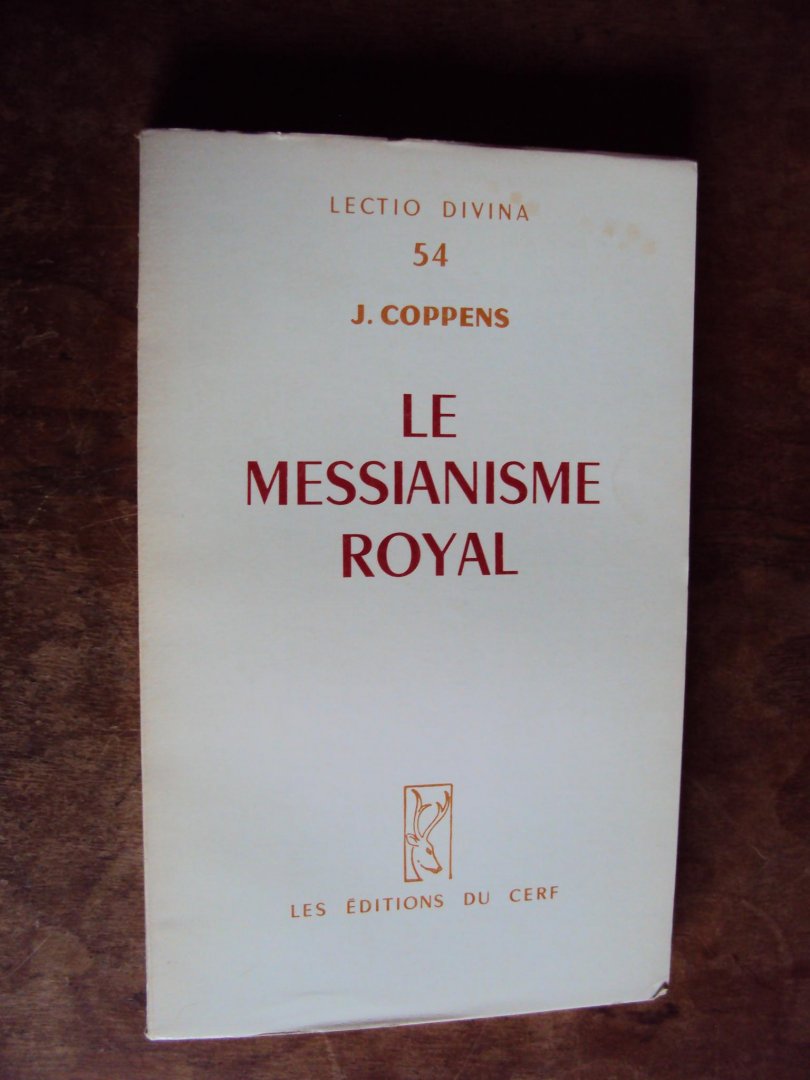 LECTIO DIVINA
54
J. COPPENS
LE
MESSIANISME
ROYAL
LES ÉDITIONS DU CERF